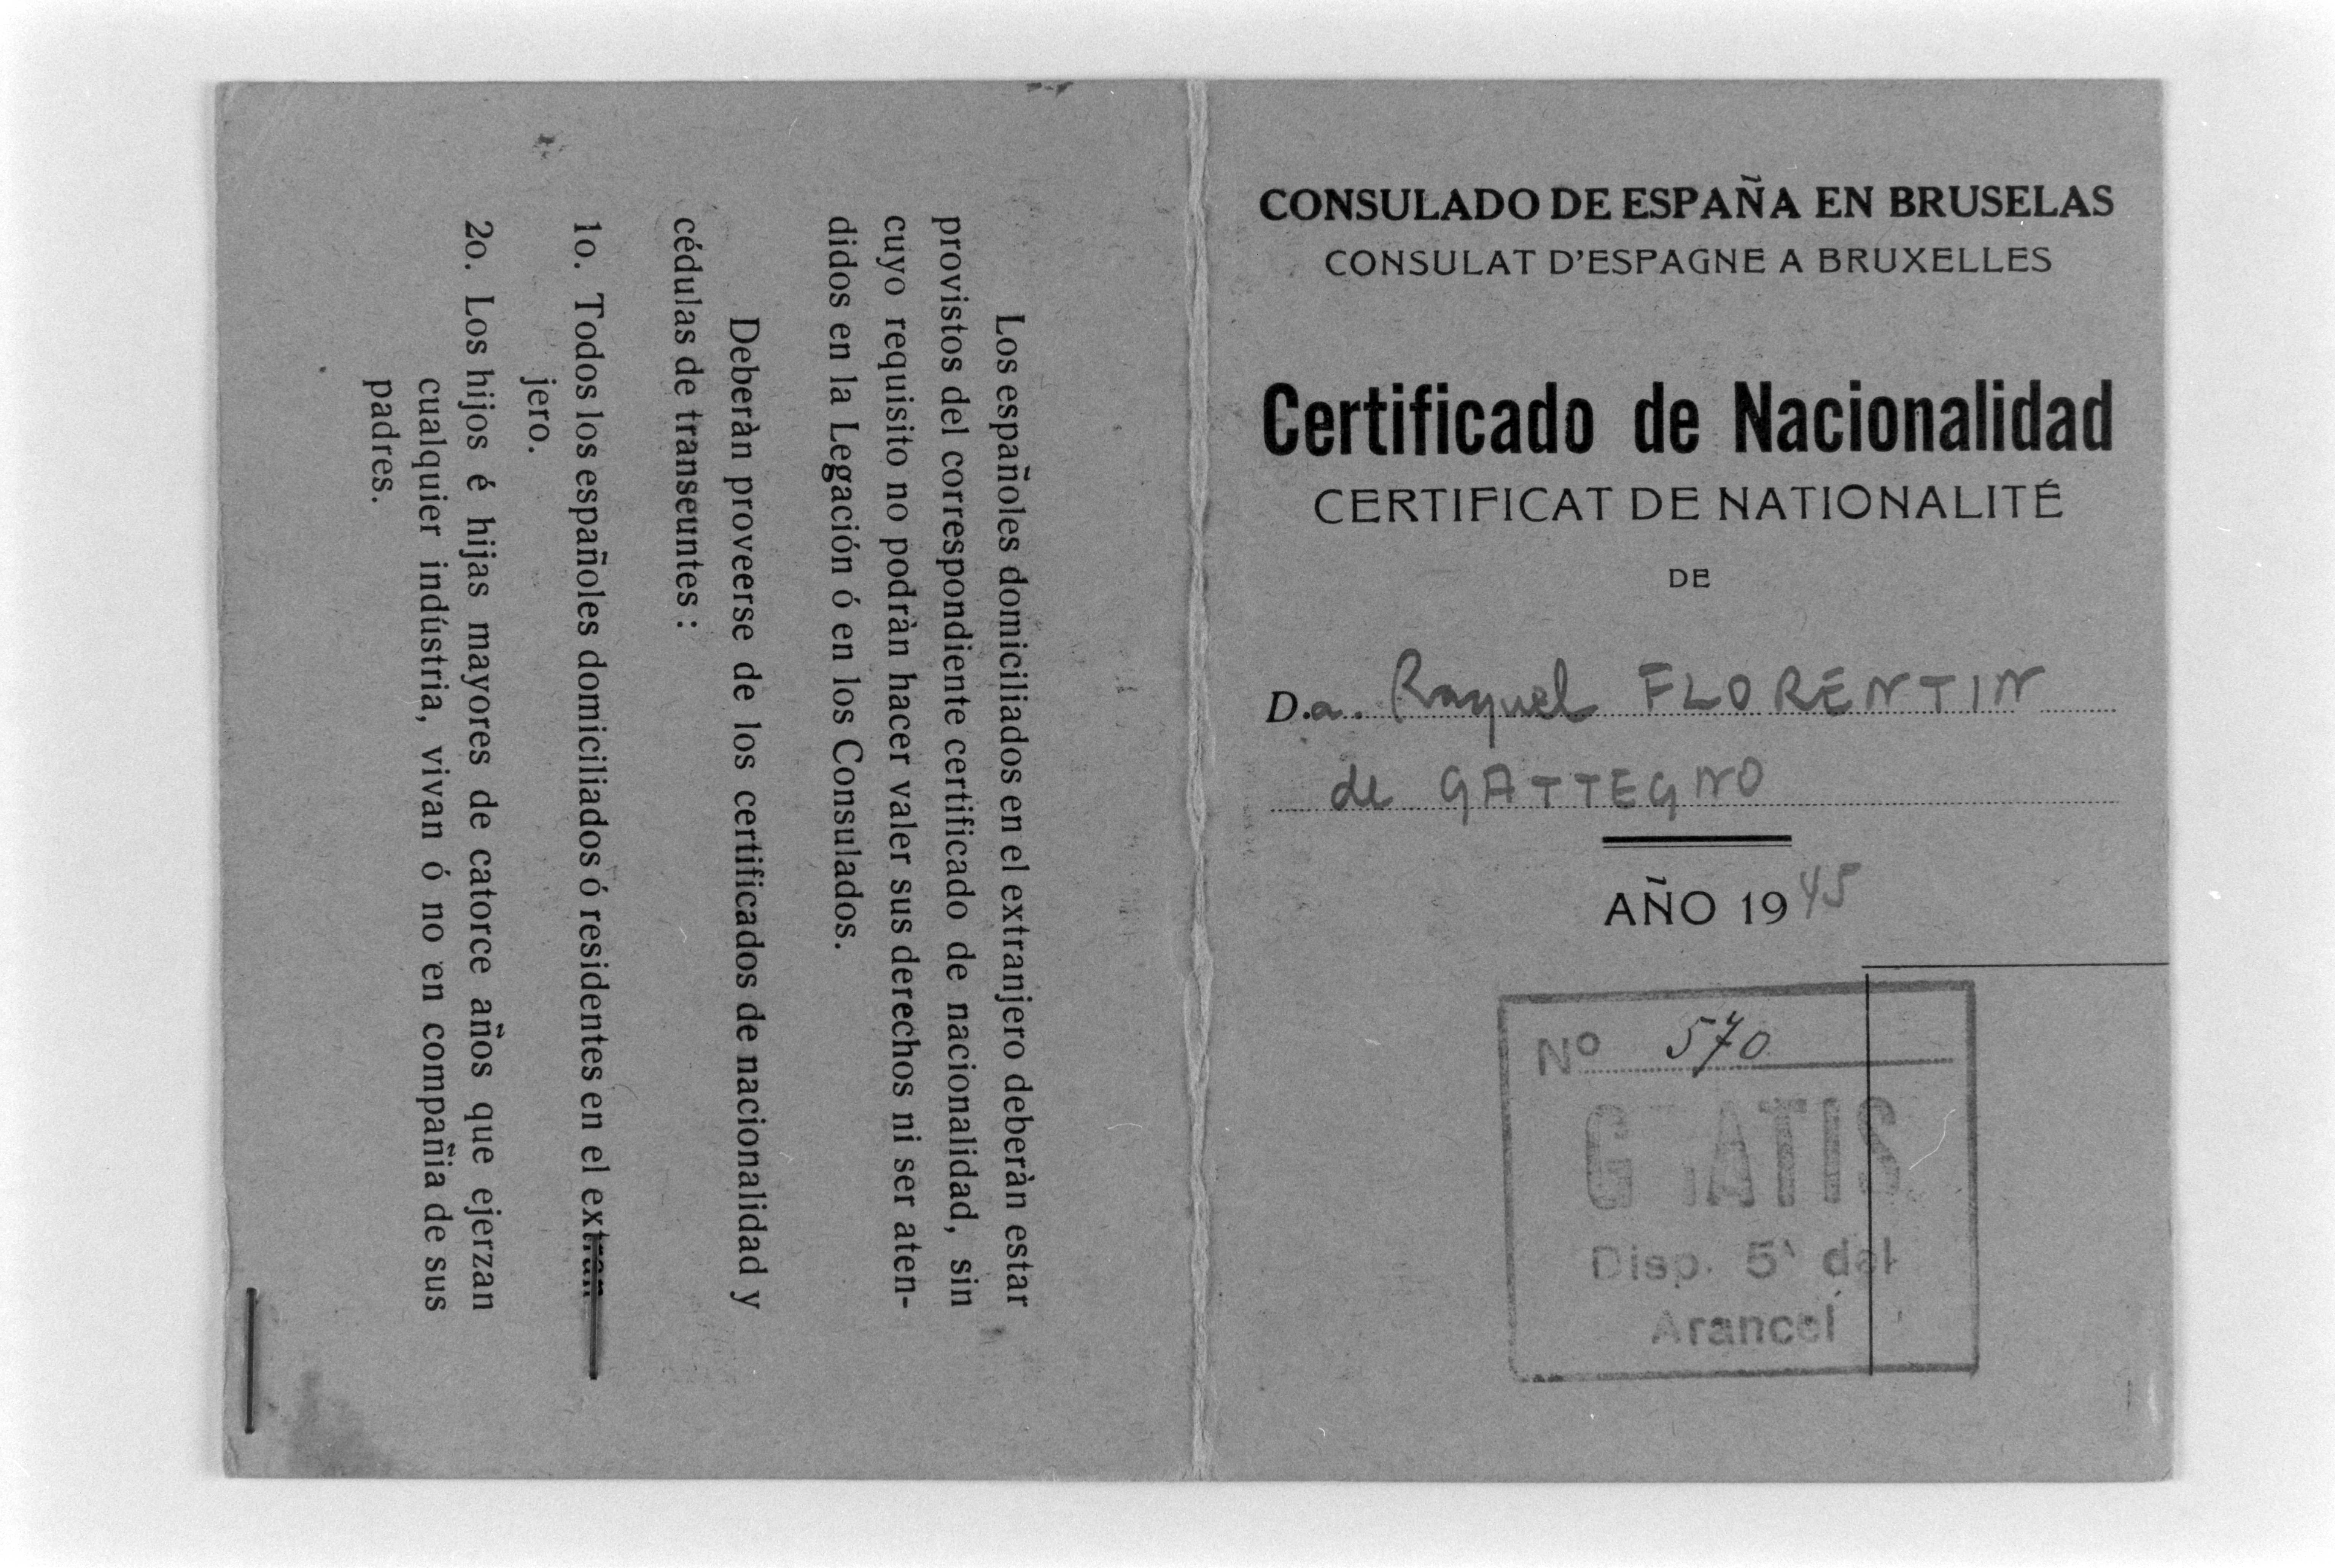 CONSULADO DE ESPAÑA EN BRUSELAS
CONSULAT D'ESPAGNE A BRUXELLES
Certificado de Nacionalidad
CERTIFICAT DE NATIONALITÉ
DE
D.a. Raquel FLORENTIN
de GATTEGNO
AÑO 1945
Nº 570
GRATIS
Disp. 5ª del
Arancel
Los españoles domiciliados en el extranjero deberàn estar
provistos del correspondiente certificado de nacionalidad, sin
cuyo requisito no podràn hacer valer sus derechos ni ser aten-
didos en la Legación ó en los Consulados.
Deberàn proveerse de los certificados de nacionalidad y
cédulas de transeuntes :
1o. Todos los españoles domiciliados ó residentes en el extran-
jero.
2o. Los hijos é hijas mayores de catorce años que ejerzan
cualquier indústria, vivan ó no en compañia de sus
padres.